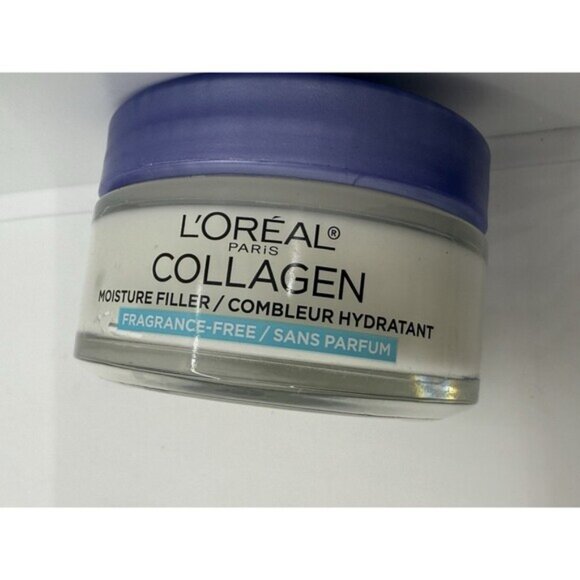 L'ORÉAL®
PARIS
COLLAGEN
MOISTURE FILLER / COMBLEUR HYDRATANT
FRAGRANCE-FREE / SANS PARFUM